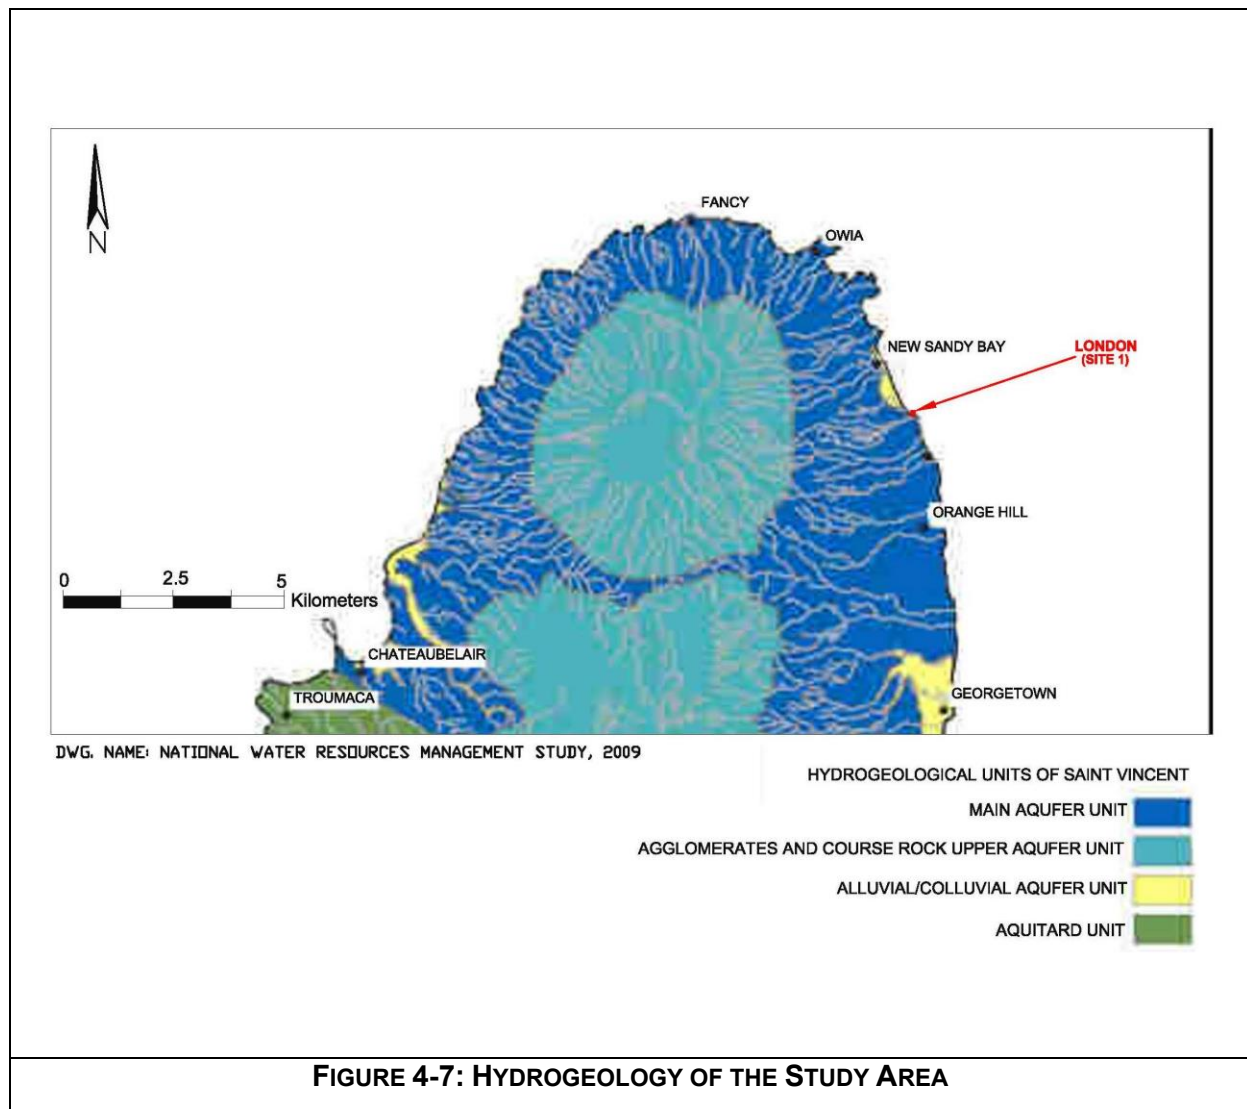 FANCY
OWIA
N
NEW SANDY BAY
LONDON
(SITE 1)
ORANGE HILL
0 2.5 5
Kilometers
CHATEAUBELAIR
TROUMACA
GEORGETOWN
DWG. NAME: NATIONAL WATER RESOURCES MANAGEMENT STUDY, 2009
HYDROGEOLOGICAL UNITS OF SAINT VINCENT
MAIN AQUFER UNIT
AGGLOMERATES AND COURSE ROCK UPPER AQUFER UNIT
ALLUVIAL/COLLUVIAL AQUFER UNIT
AQUITARD UNIT
FIGURE 4-7: HYDROGEOLOGY OF THE STUDY AREA